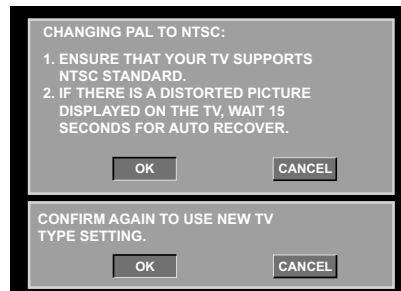 CHANGING PAL TO NTSC:
1. ENSURE THAT YOUR TV SUPPORTS
NTSC STANDARD.
2. IF THERE IS A DISTORTED PICTURE
DISPLAYED ON THE TV, WAIT 15
SECONDS FOR AUTO RECOVER.
OK CANCEL
CONFIRM AGAIN TO USE NEW TV
TYPE SETTING.
OK CANCEL